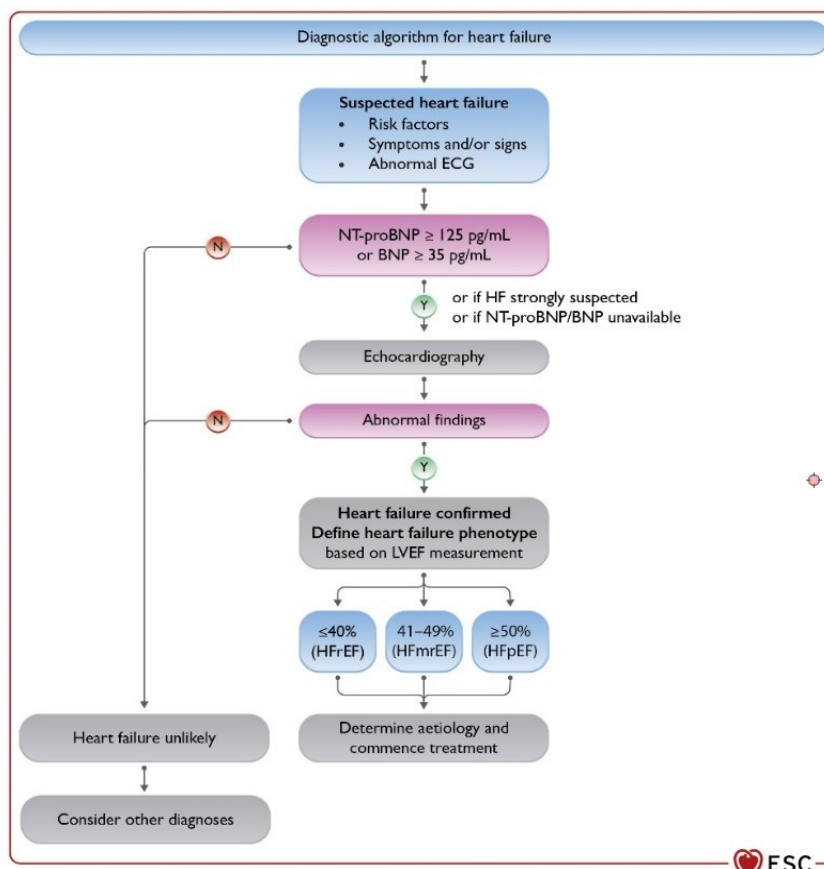 Diagnostic algorithm for heart failure
Suspected heart failure
• Risk factors
• Symptoms and/or signs
• Abnormal ECG
N
NT-proBNP ≥ 125 pg/mL
or BNP ≥ 35 pg/mL
Y
or if HF strongly suspected
or if NT-proBNP/BNP unavailable
Echocardiography
N
Abnormal findings
Y
Heart failure confirmed
Define heart failure phenotype
based on LVEF measurement
≤40%
(HFrEF)
41–49%
(HFmrEF)
≥50%
(HFpEF)
Determine aetiology and
commence treatment
Heart failure unlikely
Consider other diagnoses
ESC